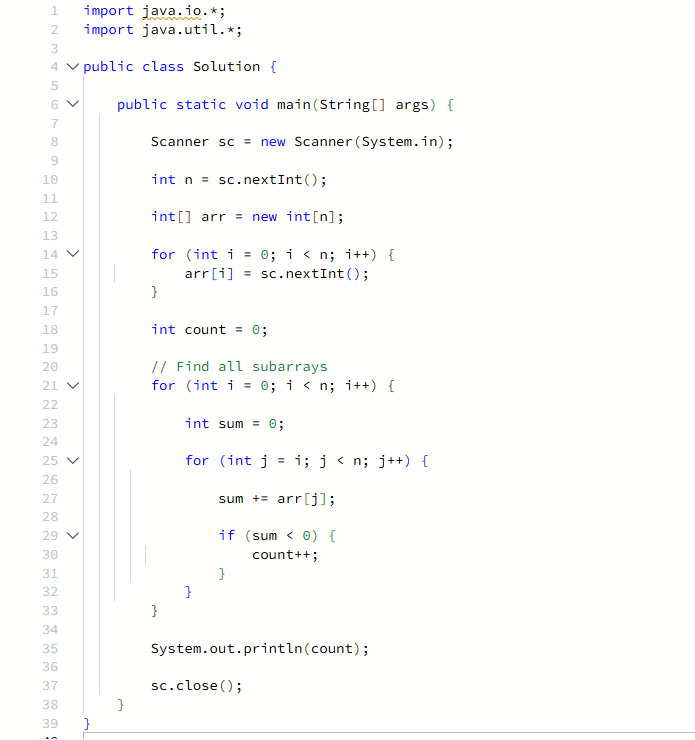 1 import java.io.*;
2 import java.util.*;
3
4 public class Solution {
5
6     public static void main(String[] args) {
7
8         Scanner sc = new Scanner(System.in);
9
10         int n = sc.nextInt();
11
12         int[] arr = new int[n];
13
14         for (int i = 0; i < n; i++) {
15             arr[i] = sc.nextInt();
16         }
17
18         int count = 0;
19
20         // Find all subarrays
21         for (int i = 0; i < n; i++) {
22
23             int sum = 0;
24
25             for (int j = i; j < n; j++) {
26
27                 sum += arr[j];
28
29                 if (sum < 0) {
30                     count++;
31                 }
32             }
33         }
34
35         System.out.println(count);
36
37         sc.close();
38     }
39 }